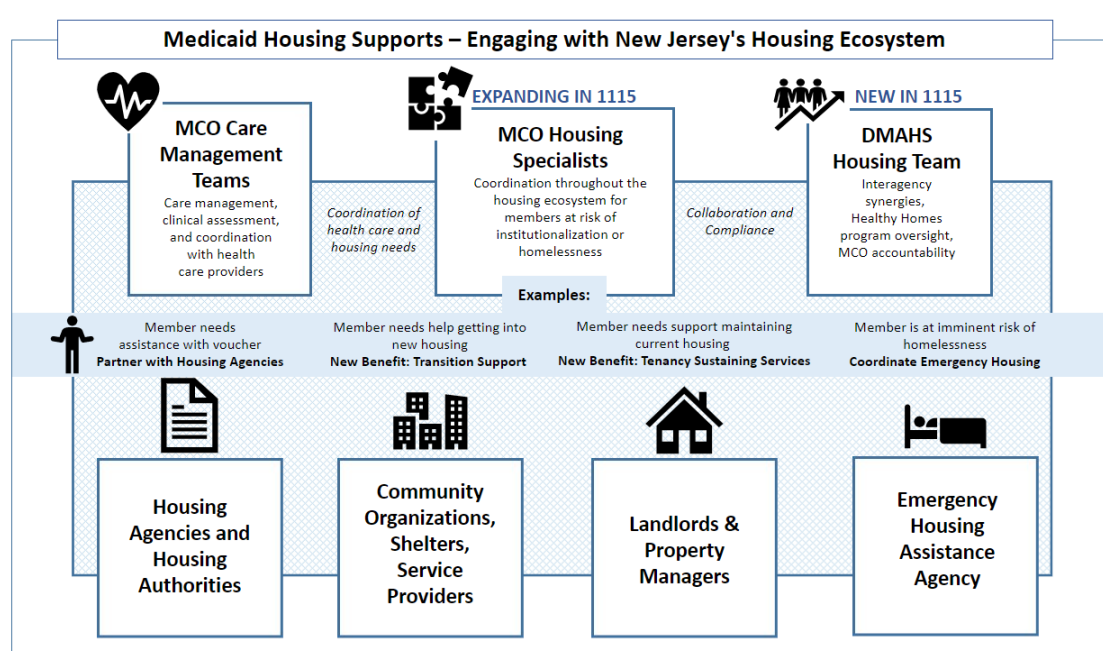 Medicaid Housing Supports – Engaging with New Jersey's Housing Ecosystem
MCO Care
Management
Teams
Care management,
clinical assessment,
and coordination
with health
care providers
Coordination of
health care and
housing needs
EXPANDING IN 1115
MCO Housing
Specialists
Coordination throughout the
housing ecosystem for
members at risk of
institutionalization or
homelessness
Collaboration and
Compliance
NEW IN 1115
DMAHS
Housing Team
Interagency
synergies,
Healthy Homes
program oversight,
MCO accountability
Examples:
Member needs
assistance with voucher
Partner with Housing Agencies
Member needs help getting into
new housing
New Benefit: Transition Support
Member needs support maintaining
current housing
New Benefit: Tenancy Sustaining Services
Member is at imminent risk of
homelessness
Coordinate Emergency Housing
Housing
Agencies and
Housing
Authorities
Community
Organizations,
Shelters,
Service
Providers
Landlords &
Property
Managers
Emergency
Housing
Assistance
Agency